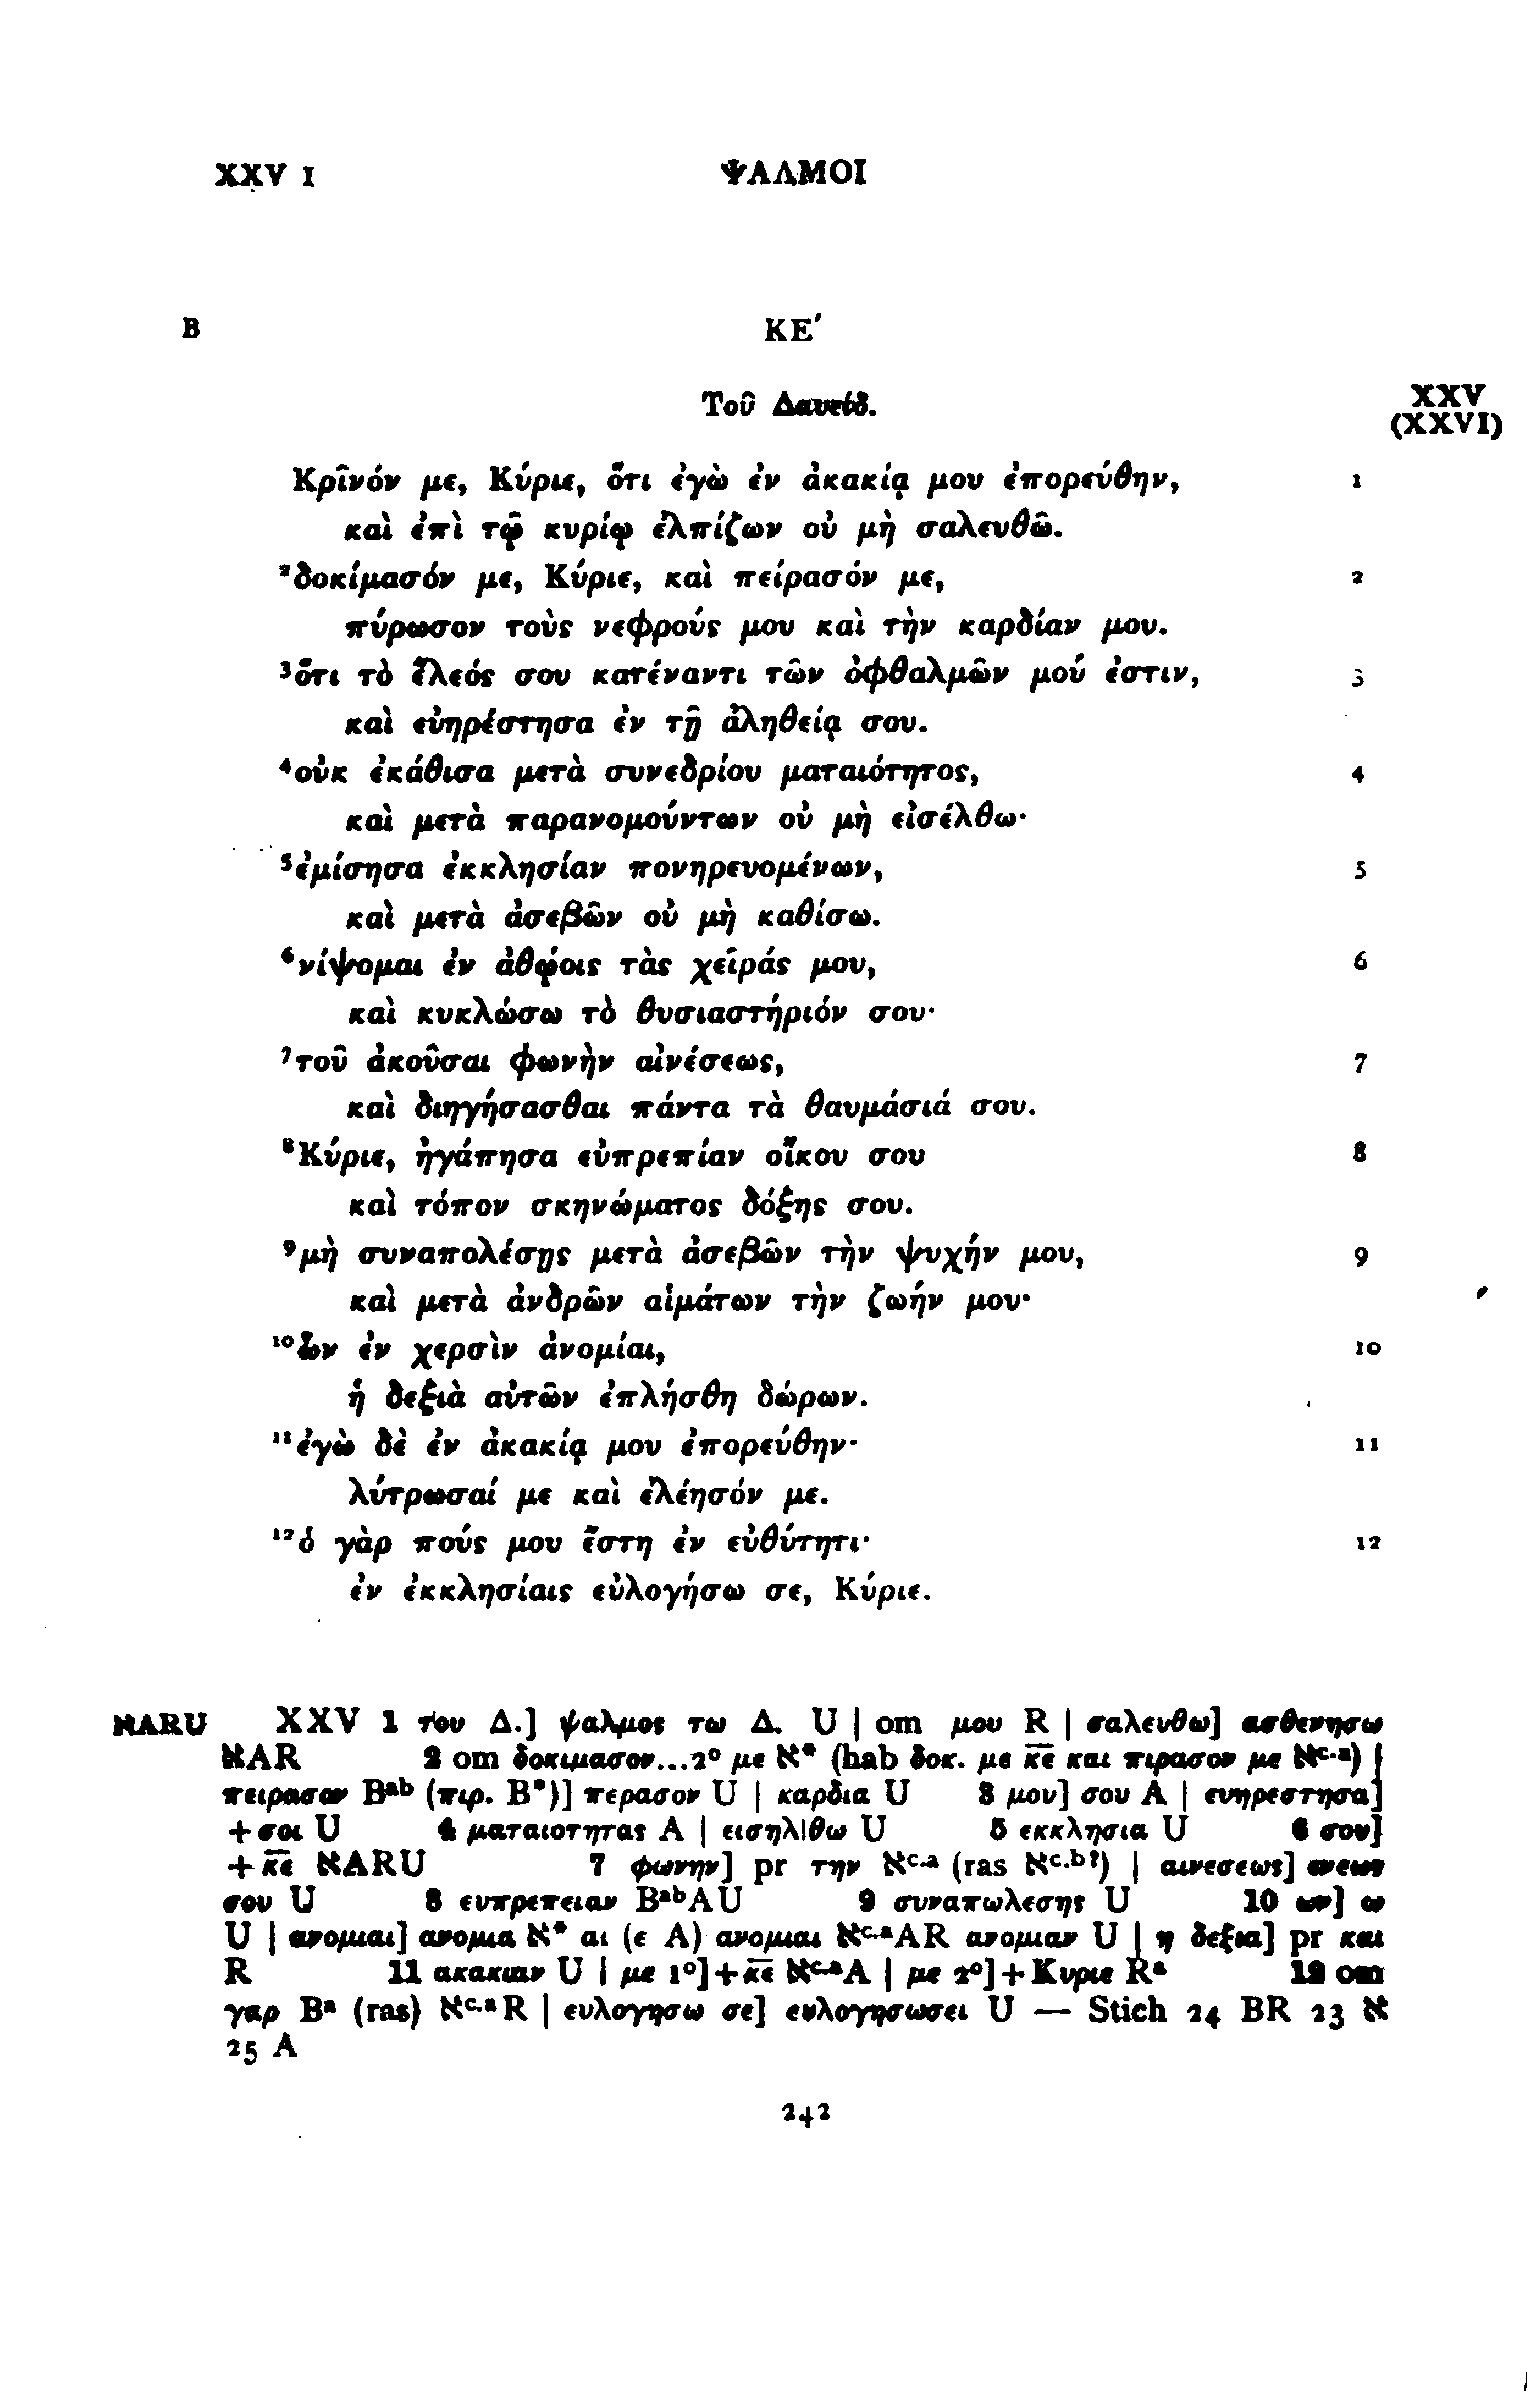 XXV 1 ΨΑΛΜΟΙ
B ΚΕ΄
Τοῦ Δαυείδ. XXV
(XXVI)
Κρῖνόν με, Κύριε, ὅτι ἐγὼ ἐν ἀκακίᾳ μου ἐπορεύθην, 1
καὶ ἐπὶ τῷ κυρίῳ ἐλπίζων οὐ μὴ σαλευθῶ.
²δοκίμασόν με, Κύριε, καὶ πείρασόν με, 2
πύρωσον τοὺς νεφρούς μου καὶ τὴν καρδίαν μου.
³ὅτι τὸ ἔλεός σου κατέναντι τῶν ὀφθαλμῶν μού ἐστιν, 3
καὶ εὐηρέστησα ἐν τῇ ἀληθείᾳ σου.
⁴οὐκ ἐκάθισα μετὰ συνεδρίου ματαιότητος, 4
καὶ μετὰ παρανομούντων οὐ μὴ εἰσέλθω·
⁵ἐμίσησα ἐκκλησίαν πονηρευομένων, 5
καὶ μετὰ ἀσεβῶν οὐ μὴ καθίσω.
⁶νίψομαι ἐν ἀθῴοις τὰς χεῖράς μου, 6
καὶ κυκλώσω τὸ θυσιαστήριόν σου·
⁷τοῦ ἀκοῦσαι φωνὴν αἰνέσεως, 7
καὶ διηγήσασθαι πάντα τὰ θαυμάσιά σου.
⁸Κύριε, ἠγάπησα εὐπρεπίαν οἴκου σου 8
καὶ τόπον σκηνώματος δόξης σου.
⁹μὴ συναπολέσῃς μετὰ ἀσεβῶν τὴν ψυχήν μου, 9
καὶ μετὰ ἀνδρῶν αἱμάτων τὴν ζωήν μου·
¹⁰ὧν ἐν χερσὶν ἀνομίαι, 10
ἡ δεξιὰ αὐτῶν ἐπλήσθη δώρων.
¹¹ἐγὼ δὲ ἐν ἀκακίᾳ μου ἐπορεύθην· 11
λύτρωσαί με καὶ ἐλέησόν με.
¹²ὁ γὰρ πούς μου ἔστη ἐν εὐθύτητι· 12
ἐν ἐκκλησίαις εὐλογήσω σε, Κύριε.
אARU XXV 1 του Δ.] ψαλμος τω Δ. U | om μου R | σαλευθω] ασθενησω
אAR 2 om δοκιμασον...2º με א* (hab δοκ. με κ̅ε̅ και πιρασον με א^c.a) |
πειρασον B^ab (πιρ. B*)] περασον U | καρδια U 3 μου] σου A | ευηρεστησα]
+σοι U 4 ματαιοτητας A | εισηλ|θω U 5 εκκλησια U 6 σου]
+κ̅ε̅ אARU 7 φωνην] pr την א^c.a (ras א^c.b?) | αινεσεως] ενεως
σου U 8 ευπρεπειαν B^abAU 9 συναπωλεσης U 10 ων] ω
U | ανομιαι] ανομια א* αι (ε A) ανομιαι א^c.aAR ανομιαν U | η δεξια] pr και
R 11 ακακιαν U | με 1º]+κ̅ε̅ א^c.aA | με 2º]+Κυριε R^a 12 om
γαρ B^a (ras) א^c.aR | ευλογησω σε] ευλογησωσει U — Stich 24 BR 23 א
25 A
242